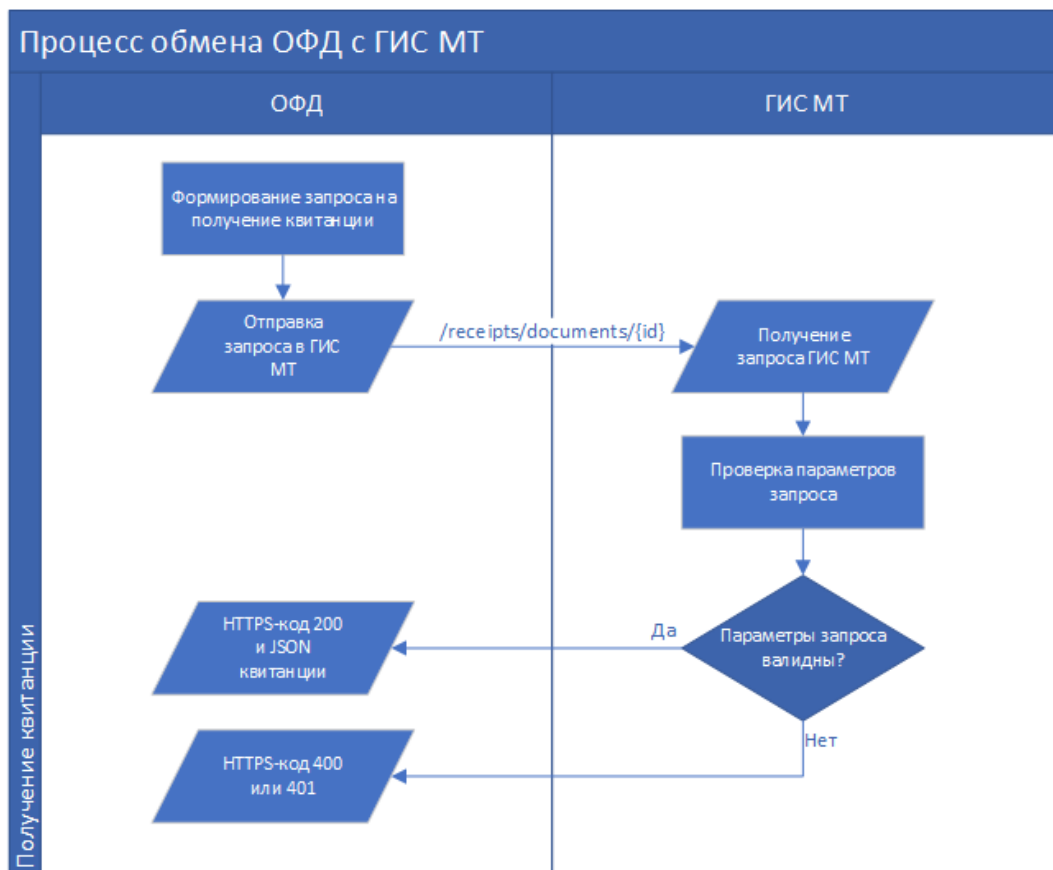 Процесс обмена ОФД с ГИС МТ
ОФД
ГИС МТ
Получение квитанции
Формирование запроса на
получение квитанции
Отправка
запроса в ГИС
МТ
/receipts/documents/{id}
Получение
запроса ГИС МТ
Проверка параметров
запроса
Параметры запроса
валидны?
Да
HTTPS-код 200
и JSON
квитанции
Нет
HTTPS-код 400
или 401